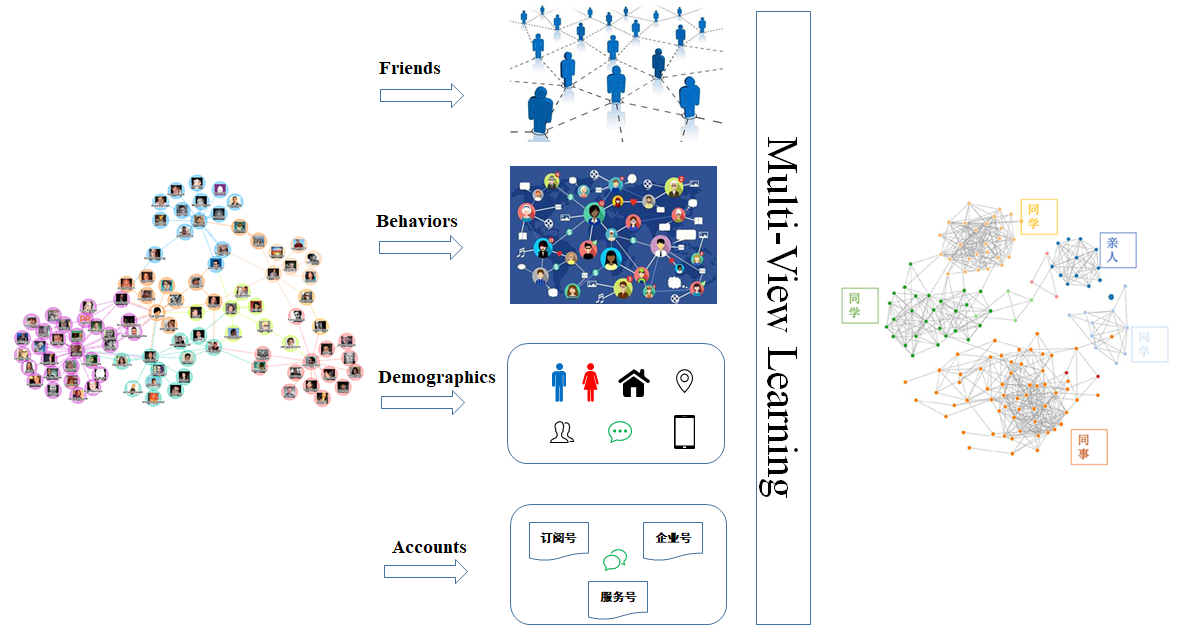 Friends
Behaviors
Demographics
Accounts
订阅号
企业号
服务号
Multi-View Learning
同
学
亲
人
同
学
同
学
同
事